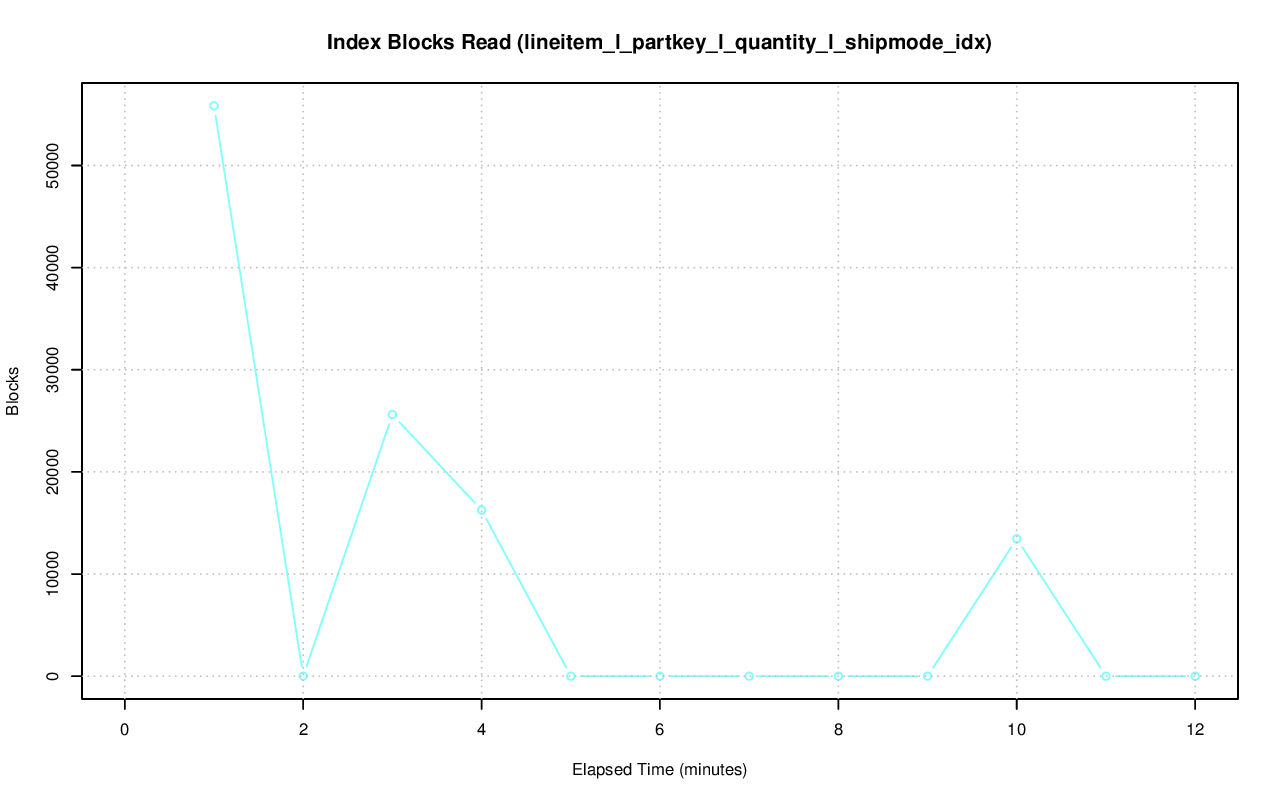 Index Blocks Read (lineitem_l_partkey_l_quantity_l_shipmode_idx)
50000
40000
30000
20000
10000
0
Blocks
0 2 4 6 8 10 12
Elapsed Time (minutes)